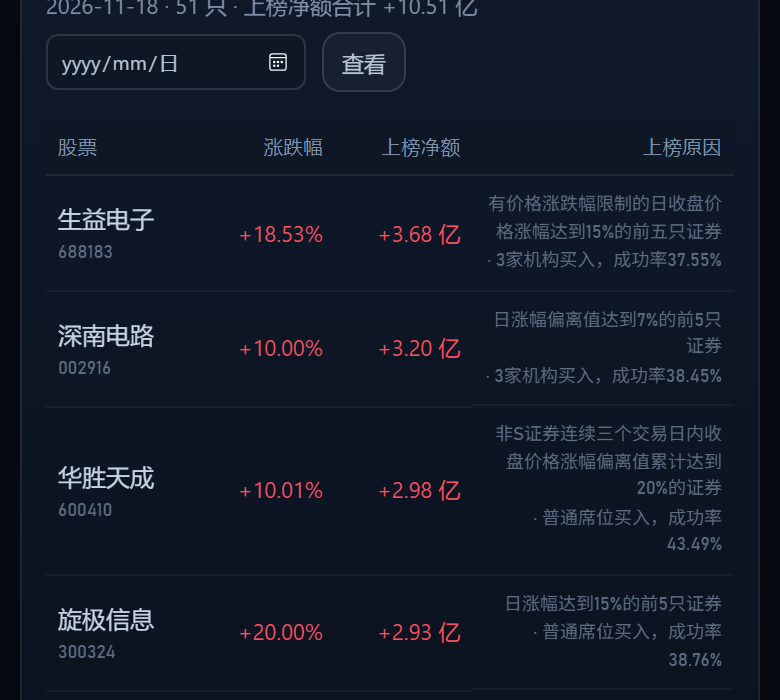 2026-11-18 · 51 只 · 上榜净额合计 +10.51 亿
yyyy/mm/日
查看
股票 涨跌幅 上榜净额 上榜原因
生益电子
688183
+18.53% +3.68 亿
有价格涨跌幅限制的日收盘价
格涨幅达到15%的前五只证券
· 3家机构买入，成功率37.55%
深南电路
002916
+10.00% +3.20 亿
日涨幅偏离值达到7%的前5只
证券
· 3家机构买入，成功率38.45%
华胜天成
600410
+10.01% +2.98 亿
非S证券连续三个交易日内收
盘价格涨幅偏离值累计达到
20%的证券
· 普通席位买入，成功率
43.49%
旋极信息
300324
+20.00% +2.93 亿
日涨幅达到15%的前5只证券
· 普通席位买入，成功率
38.76%